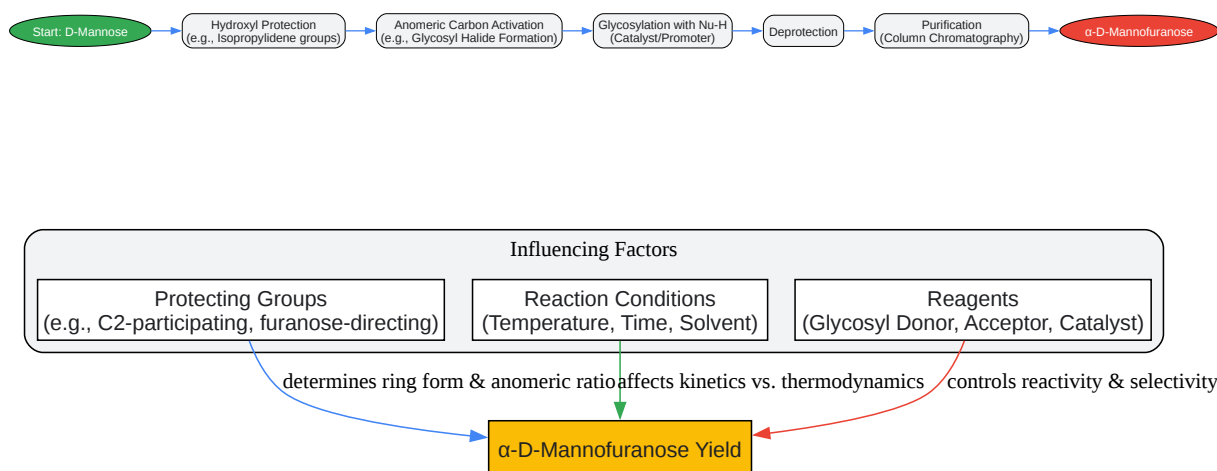 Start: D-Mannose
Hydroxyl Protection
(e.g., Isopropylidene groups)
Anomeric Carbon Activation
(e.g., Glycosyl Halide Formation)
Glycosylation with Nu-H
(Catalyst/Promoter)
Deprotection
Purification
(Column Chromatography)
α-D-Mannofuranose
Influencing Factors
Protecting Groups
(e.g., C2-participating, furanose-directing)
Reaction Conditions
(Temperature, Time, Solvent)
Reagents
(Glycosyl Donor, Acceptor, Catalyst)
determines ring form & anomeric ratio
affects kinetics vs. thermodynamics
controls reactivity & selectivity
α-D-Mannofuranose Yield